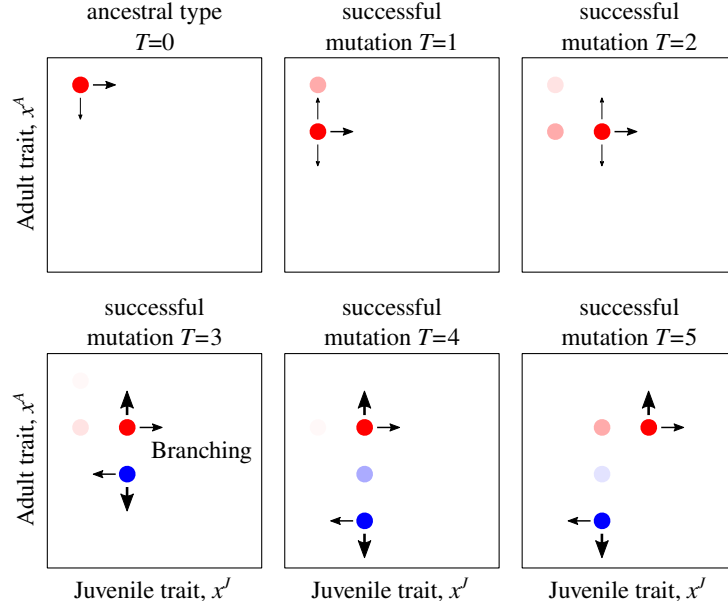 ancestral type
T=0
successful
mutation T=1
successful
mutation T=2
Adult trait, x^A
successful
mutation T=3
successful
mutation T=4
successful
mutation T=5
Adult trait, x^A
Branching
Juvenile trait, x^J
Juvenile trait, x^J
Juvenile trait, x^J